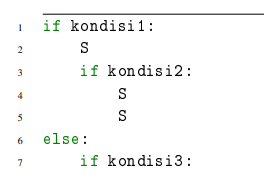 1 if kondisi1:
2     S
3     if kondisi2:
4         S
5         S
6 else:
7     if kondisi3: